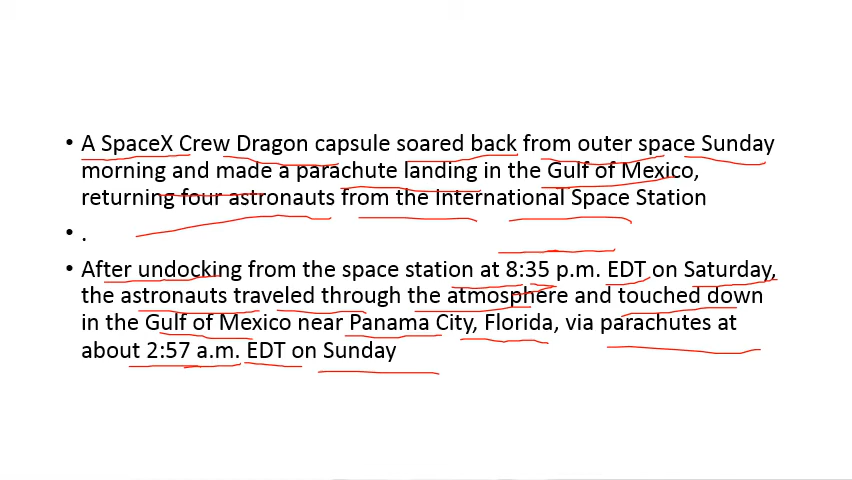 • A SpaceX Crew Dragon capsule soared back from outer space Sunday
morning and made a parachute landing in the Gulf of Mexico,
returning four astronauts from the International Space Station
• .
• After undocking from the space station at 8:35 p.m. EDT on Saturday,
the astronauts traveled through the atmosphere and touched down
in the Gulf of Mexico near Panama City, Florida, via parachutes at
about 2:57 a.m. EDT on Sunday